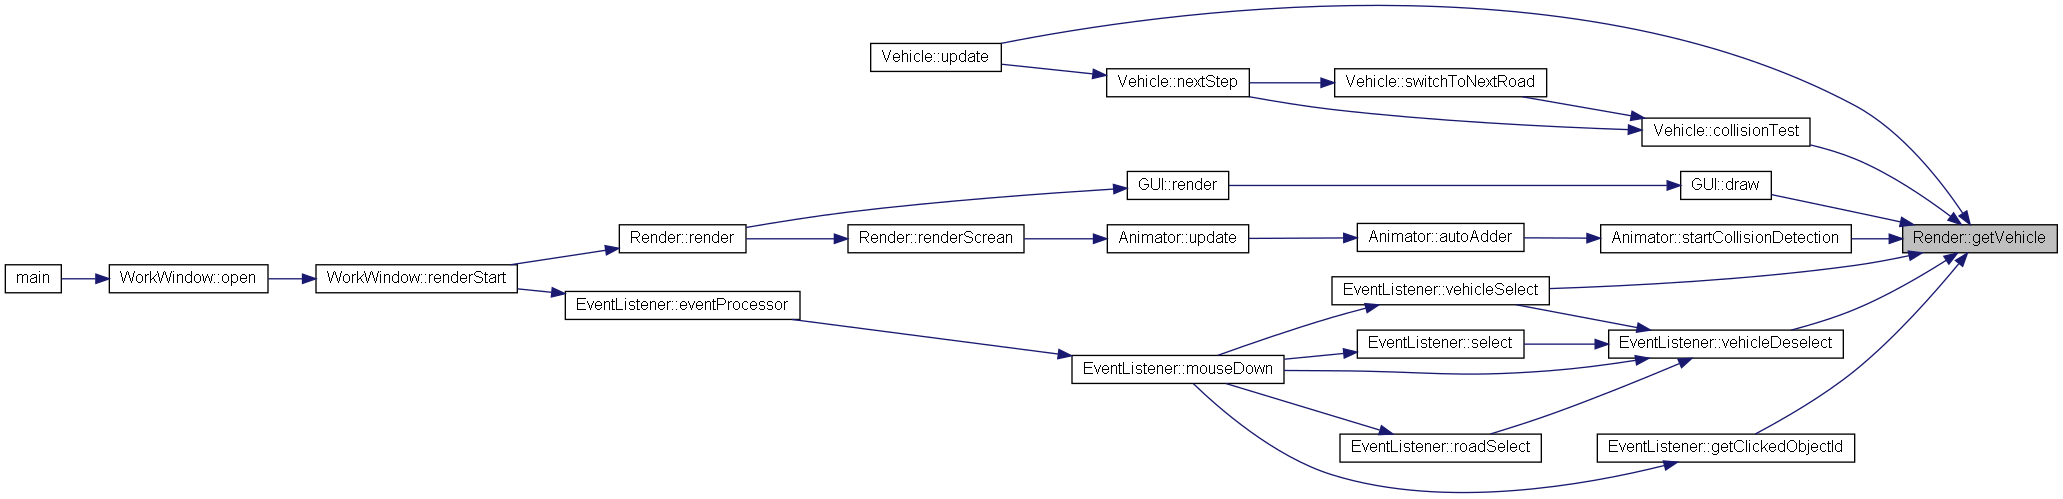 Vehicle::update
Vehicle::nextStep
Vehicle::switchToNextRoad
Vehicle::collisionTest
GUI::render
GUI::draw
Render::render
Render::renderScrean
Animator::update
Animator::autoAdder
Animator::startCollisionDetection
Render::getVehicle
main
WorkWindow::open
WorkWindow::renderStart
EventListener::eventProcessor
EventListener::vehicleSelect
EventListener::select
EventListener::vehicleDeselect
EventListener::mouseDown
EventListener::roadSelect
EventListener::getClickedObjectId